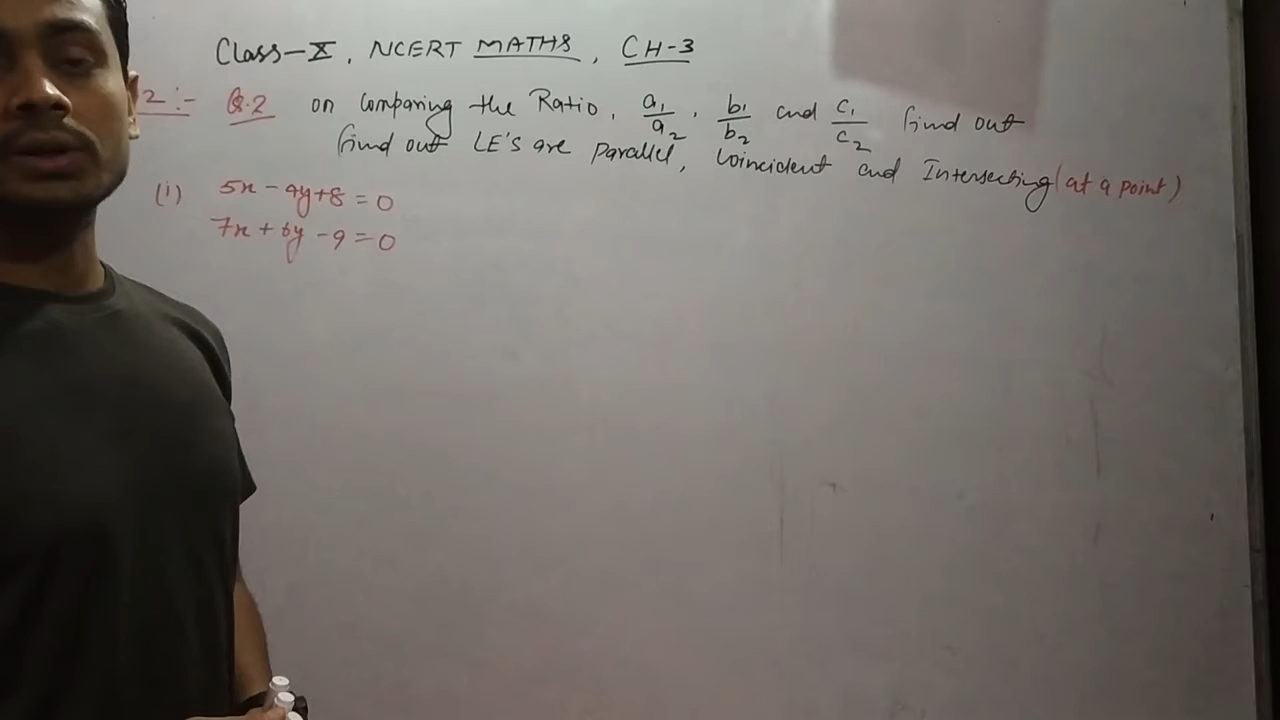 Class-X, NCERT MATHS, CH-3
2:- Q.2 on Comparing the Ratio, a₁/a₂, b₁/b₂ and c₁/c₂ find out
find out LE's are parallel, Coincident and Intersecting (at a point)
(i) 5x - 4y + 8 = 0
7x + 6y - 9 = 0